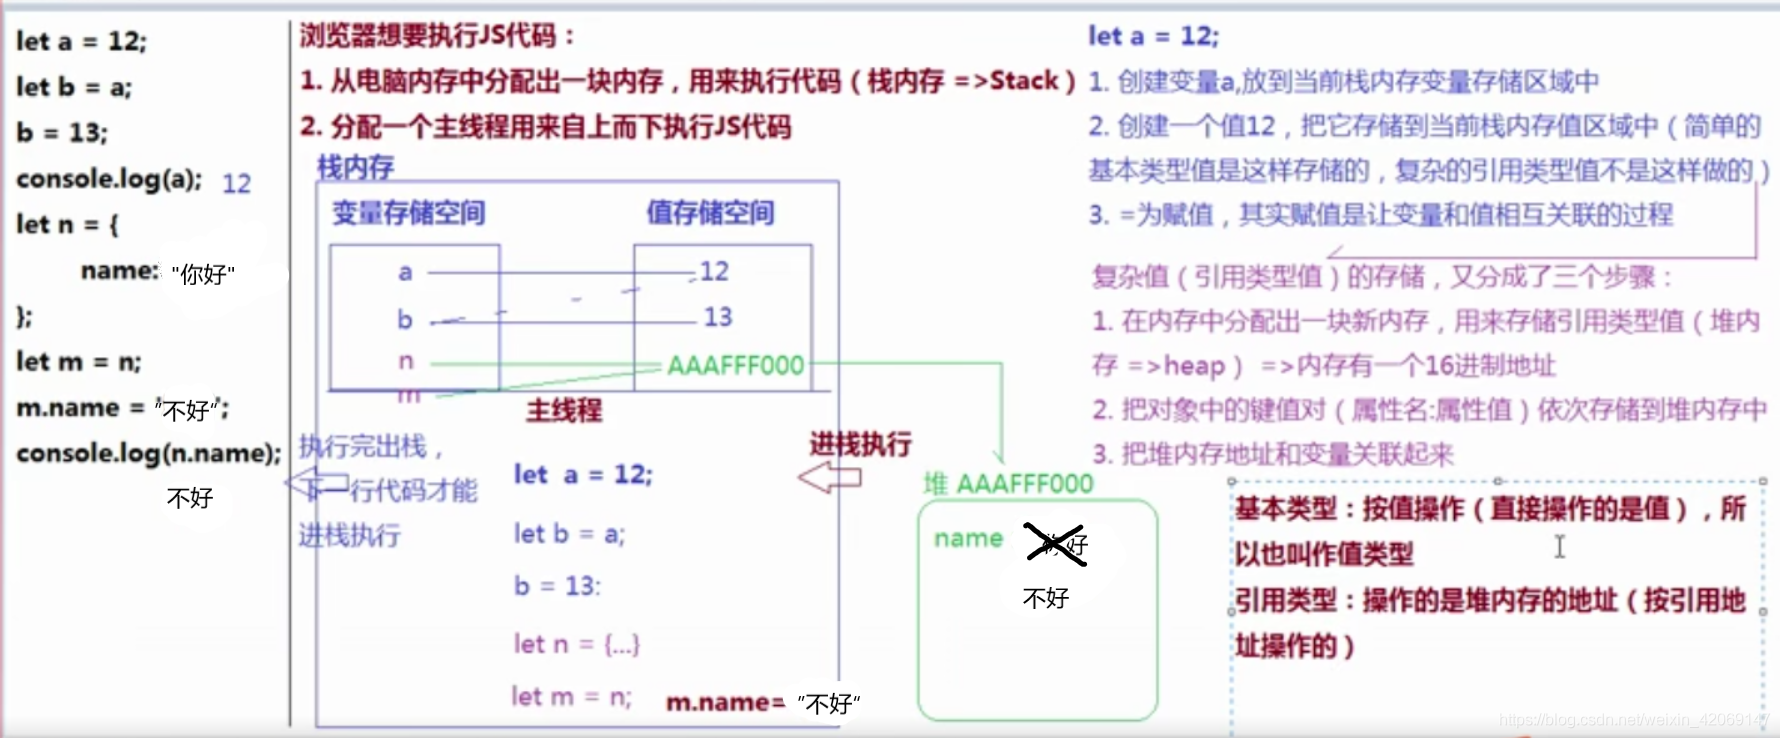 let a = 12;
let b = a;
b = 13;
console.log(a); 12
let n = {
name: "你好"
};
let m = n;
m.name = "不好";
console.log(n.name);
不好
浏览器想要执行JS代码：
1. 从电脑内存中分配出一块内存，用来执行代码（栈内存 =>Stack）
2. 分配一个主线程用来自上而下执行JS代码
栈内存
变量存储空间 值存储空间
a 12
b 13
n AAAFFF000
m
主线程
执行完出栈，
下一行代码才能
进栈执行
进栈执行
let a = 12;
let b = a;
b = 13:
let n = {...}
let m = n; m.name= "不好"
堆 AAAFFF000
name 你好
不好
let a = 12;
1. 创建变量a,放到当前栈内存变量存储区域中
2. 创建一个值12，把它存储到当前栈内存值区域中（简单的
基本类型值是这样存储的，复杂的引用类型值不是这样做的）
3. =为赋值，其实赋值是让变量和值相互关联的过程
复杂值（引用类型值）的存储，又分成了三个步骤：
1. 在内存中分配出一块新内存，用来存储引用类型值（堆内
存 =>heap）=>内存有一个16进制地址
2. 把对象中的键值对（属性名:属性值）依次存储到堆内存中
3. 把堆内存地址和变量关联起来
基本类型：按值操作（直接操作的是值），所
以也叫作值类型
引用类型：操作的是堆内存的地址（按引用地
址操作的）
https://blog.csdn.net/weixin_42069147